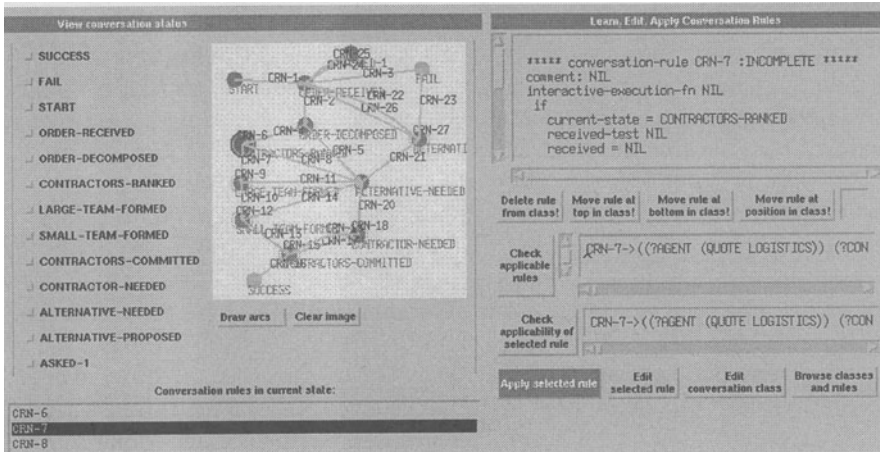 View conversation status
SUCCESS
FAIL
START
ORDER-RECEIVED
ORDER-DECOMPOSED
CONTRACTORS-RANKED
LARGE-TEAM-FORMED
SMALL-TEAM-FORMED
CONTRACTORS-COMMITTED
CONTRACTOR-NEEDED
ALTERNATIVE-NEEDED
ALTERNATIVE-PROPOSED
ASKED-1
CRN-25
CRN-1
CRN-3
START
FAIL
CRN-2
CRN-22
CRN-23
CRN-26
CRN-6
ORDER-DECOMPOSED
CRN-27
CRN-5
CRN-7
CRN-8
CRN-21
CRN-9
CRN-11
ALTERNATIVE-NEEDED
CRN-10
CRN-14
CRN-12
CRN-20
CRN-13
CRN-18
CONTRACTOR-NEEDED
SUCCESS
Draw arcs
Clear image
Conversation rules in current state:
CRN-6
CRN-7
CRN-8
Learn, Edit, Apply Conversation Rules
***** conversation-rule CRN-7 :INCOMPLETE *****
comment: NIL
interactive-execution-fn NIL
if
current-state = CONTRACTORS-RANKED
received-test NIL
received = NIL
Delete rule from class!
Move rule at top in class!
Move rule at bottom in class!
Move rule at position in class!
Check applicable rules
CRN-7->((?AGENT (QUOTE LOGISTICS)) (?CON
Check applicability of selected rule
CRN-7->((?AGENT (QUOTE LOGISTICS)) (?CON
Apply selected rule
Edit selected rule
Edit conversation class
Browse classes and rules